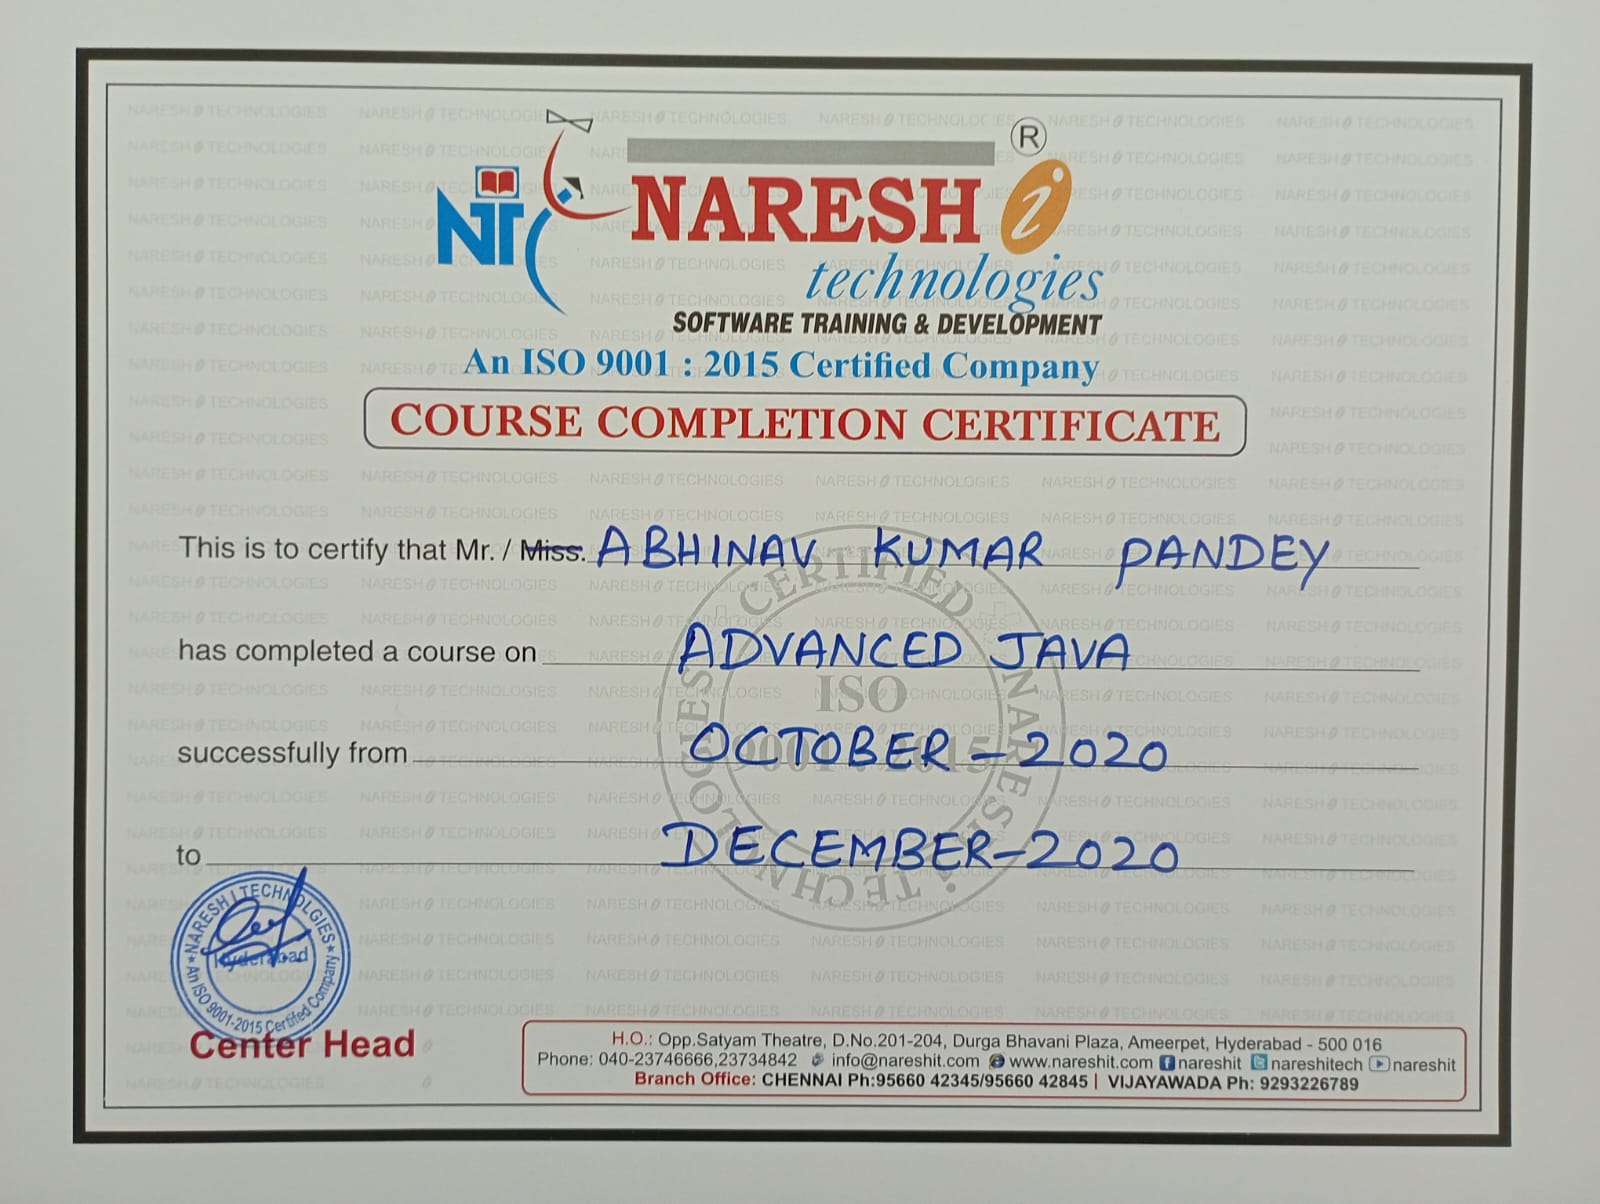 NT
NARESH i ®
technologies
SOFTWARE TRAINING & DEVELOPMENT
An ISO 9001 : 2015 Certified Company
COURSE COMPLETION CERTIFICATE
This is to certify that Mr. / Miss. ABHINAV KUMAR PANDEY
has completed a course on ADVANCED JAVA
successfully from OCTOBER-2020
to DECEMBER-2020
CERTIFIED NARESH i TECHNOLOGIES
ISO
9001 : 2015
NARESH I TECHNOLGIES
Hyderabad
An ISO 9001-2015 Certifed Company
Center Head
H.O.: Opp.Satyam Theatre, D.No.201-204, Durga Bhavani Plaza, Ameerpet, Hyderabad - 500 016
Phone: 040-23746666,23734842 info@nareshit.com www.nareshit.com nareshit nareshitech nareshit
Branch Office: CHENNAI Ph:95660 42345/95660 42845 | VIJAYAWADA Ph: 9293226789